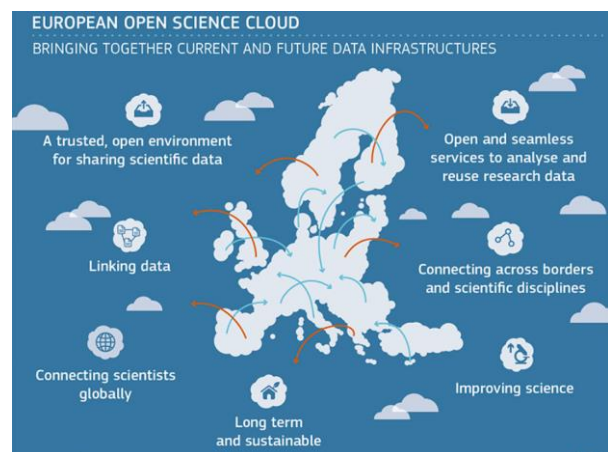 EUROPEAN OPEN SCIENCE CLOUD
BRINGING TOGETHER CURRENT AND FUTURE DATA INFRASTRUCTURES
A trusted, open environment
for sharing scientific data
Open and seamless
services to analyse and
reuse research data
Linking data
Connecting across borders
and scientific disciplines
Connecting scientists
globally
Improving science
Long term
and sustainable